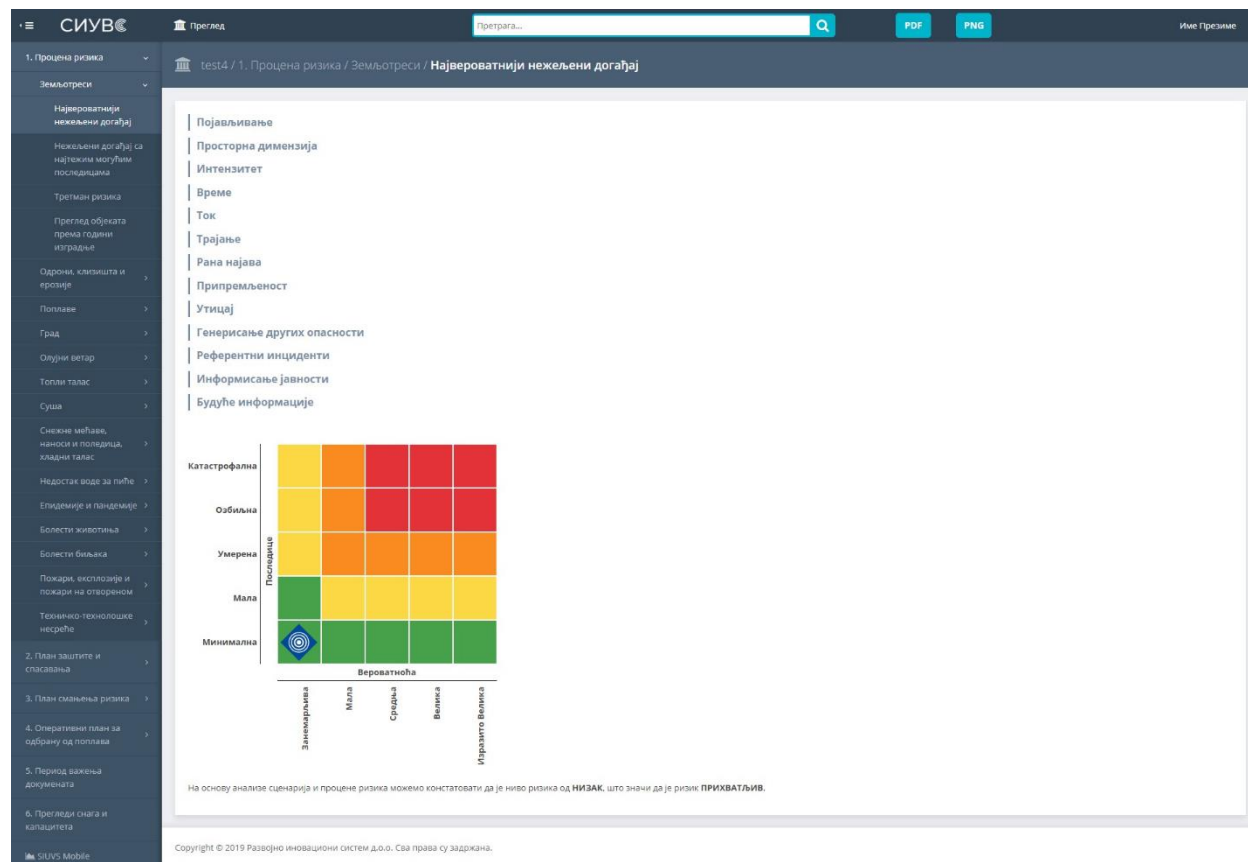 СИУВС
Преглед
Претрага...
PDF
PNG
Име Презиме
test4 / 1. Процена ризика / Земљотреси / Највероватнији нежељени догађај
1. Процена ризика
Земљотреси
Највероватнији
нежељени догађај
Нежељени догађај са
најтежим могућим
последицама
Третман ризика
Преглед објеката
према години
изградње
Одрони, клизишта и
ерозије
Поплаве
Град
Олујни ветар
Топли талас
Суша
Снежне мећаве,
наноси и поледица,
хладни талас
Недостак воде за пиће
Епидемије и пандемије
Болести животиња
Болести биљака
Пожари, експлозије и
пожари на отвореном
Техничко-технолошке
несреће
2. План заштите и
спасавања
3. План смањења ризика
4. Оперативни план за
одбрану од поплава
5. Период важења
документа
6. Прегледи снага и
капацитета
SIUVS Mobile
Појављивање
Просторна димензија
Интензитет
Време
Ток
Трајање
Рана најава
Припремљеност
Утицај
Генерисање других опасности
Референтни инциденти
Информисање јавности
Будуће информације
Катастрофална
Озбиљна
Умерена
Мала
Минимална
Последице
Вероватноћа
Занемарљива
Мала
Средња
Велика
Изразито Велика
На основу анализе сценарија и процене ризика можемо констатовати да је ниво ризика од НИЗАК, што значи да је ризик ПРИХВАТЉИВ.
Copyright © 2019 Развојно иновациони систем д.о.о. Сва права су задржана.